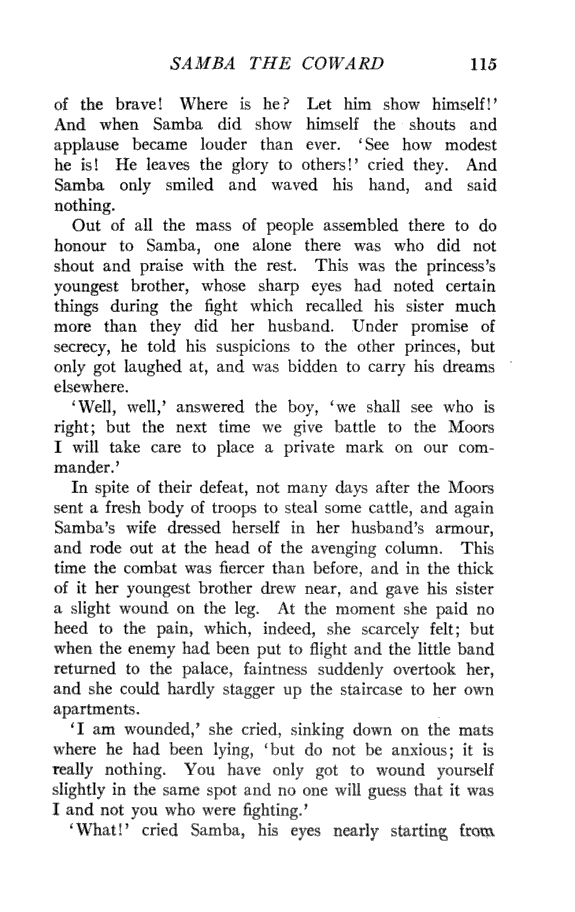 SAMBA THE COWARD 115
of the brave! Where is he? Let him show himself!'
And when Samba did show himself the shouts and
applause became louder than ever. 'See how modest
he is! He leaves the glory to others!' cried they. And
Samba only smiled and waved his hand, and said
nothing.
Out of all the mass of people assembled there to do
honour to Samba, one alone there was who did not
shout and praise with the rest. This was the princess's
youngest brother, whose sharp eyes had noted certain
things during the fight which recalled his sister much
more than they did her husband. Under promise of
secrecy, he told his suspicions to the other princes, but
only got laughed at, and was bidden to carry his dreams
elsewhere.
'Well, well,' answered the boy, 'we shall see who is
right; but the next time we give battle to the Moors
I will take care to place a private mark on our com-
mander.'
In spite of their defeat, not many days after the Moors
sent a fresh body of troops to steal some cattle, and again
Samba's wife dressed herself in her husband's armour,
and rode out at the head of the avenging column. This
time the combat was fiercer than before, and in the thick
of it her youngest brother drew near, and gave his sister
a slight wound on the leg. At the moment she paid no
heed to the pain, which, indeed, she scarcely felt; but
when the enemy had been put to flight and the little band
returned to the palace, faintness suddenly overtook her,
and she could hardly stagger up the staircase to her own
apartments.
'I am wounded,' she cried, sinking down on the mats
where he had been lying, 'but do not be anxious; it is
really nothing. You have only got to wound yourself
slightly in the same spot and no one will guess that it was
I and not you who were fighting.'
'What!' cried Samba, his eyes nearly starting from